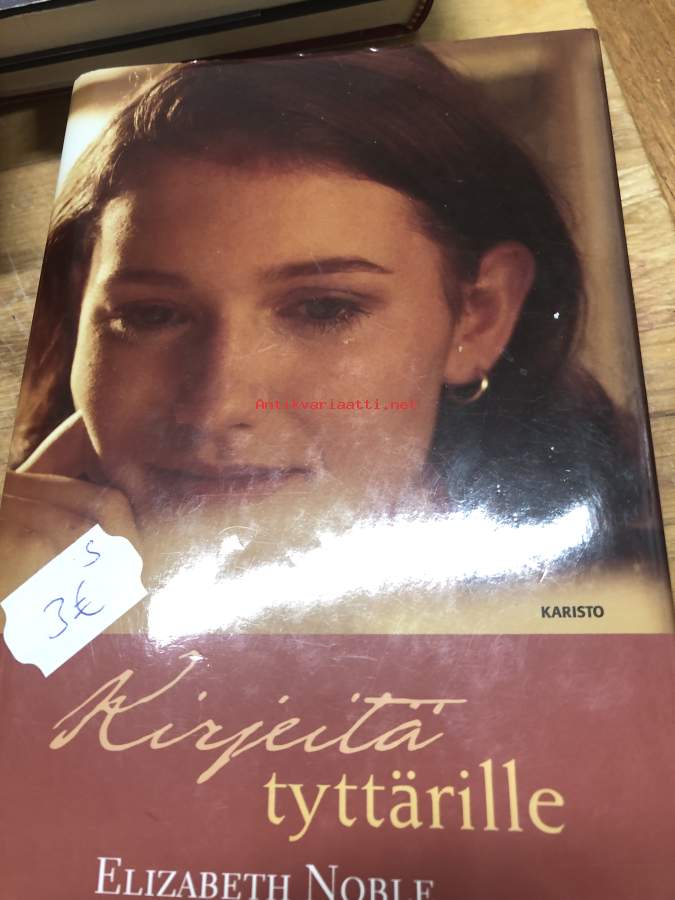 Antikvariaatti.net
S
3€
KARISTO
Kirjeitä
tyttärille
ELIZABETH NOBLE